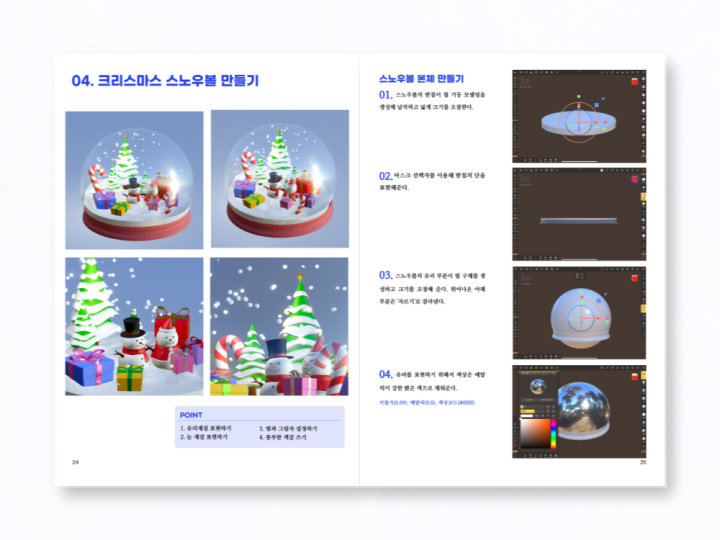 04. 크리스마스 스노우볼 만들기
POINT
1. 유리재질 표현하기
2. 눈 재질 표현하기
3. 빛과 그림자 설정하기
4. 풍부한 색감 쓰기
24
스노우볼 본체 만들기
01. 스노우볼의 받침이 될 기둥 모델링을
생성해 납작하고 넓게 크기를 조절한다.
02. 마스크 선택자를 이용해 받침의 단을
표현해준다.
03. 스노우볼의 유리 부분이 될 구체를 생
성하고 크기를 조절해 준다. 튀어나온 아래
부분은 '자르기'로 잘라낸다.
04. 유리를 표현하기 위해서 색상은 메탈
릭이 강한 밝은 색으로 채워준다.
25